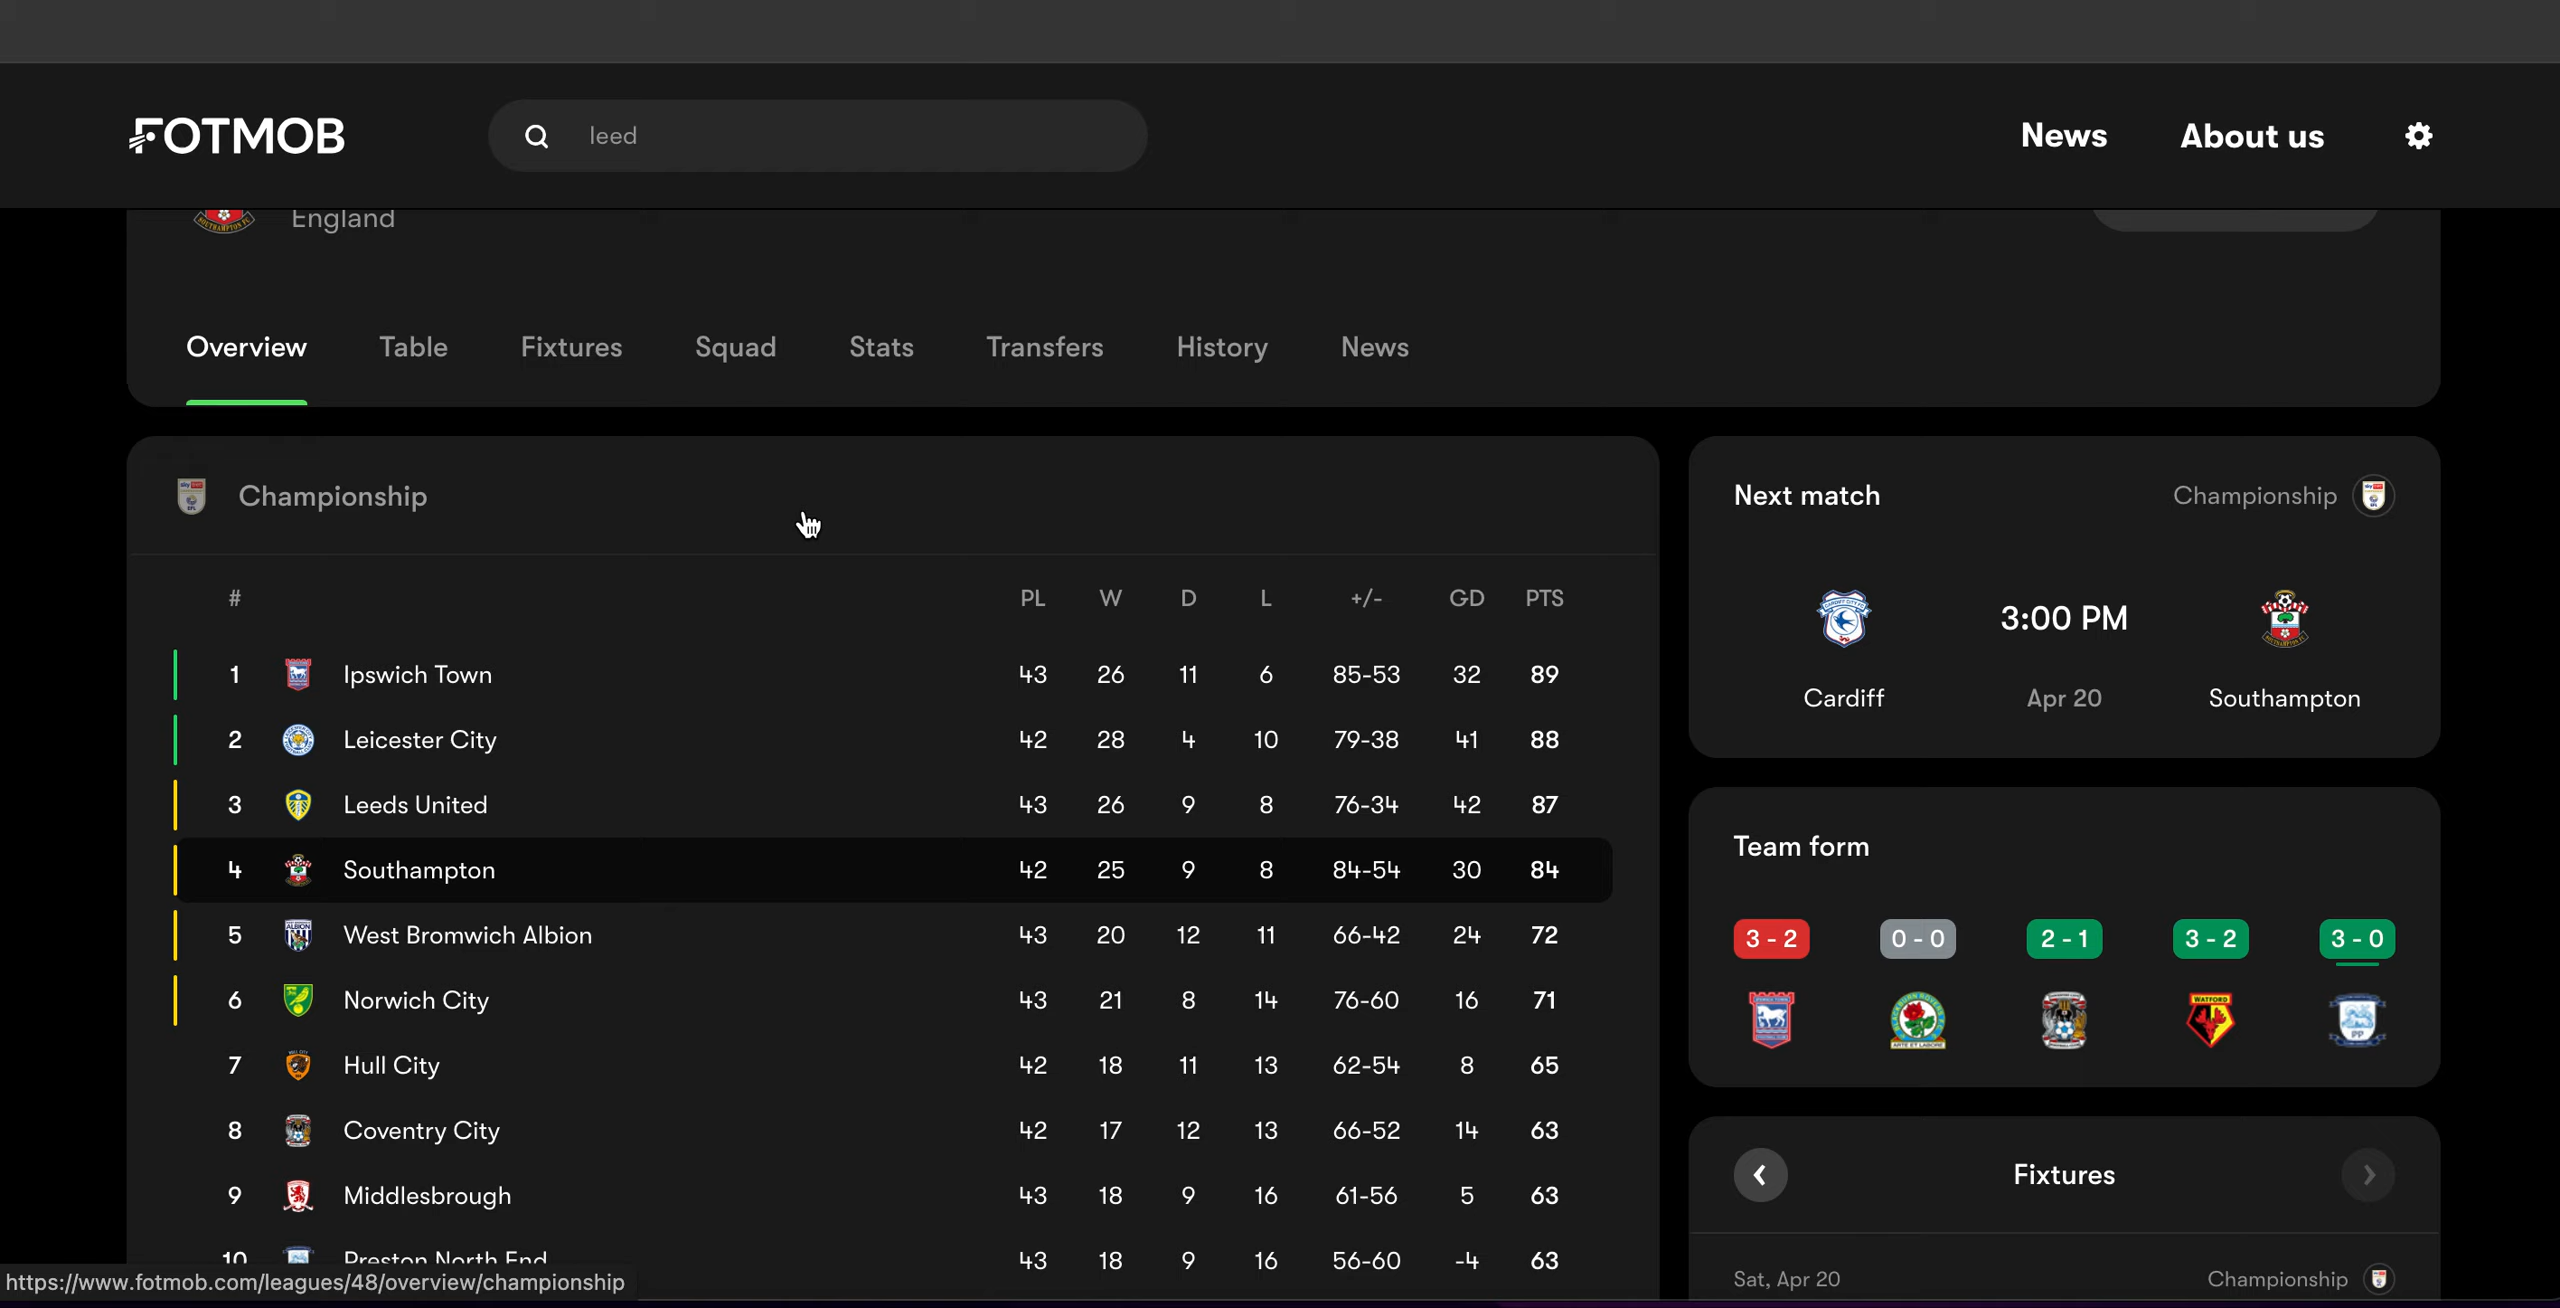 FOTMOB
leed
News
About us
England
Overview Table Fixtures Squad Stats Transfers History News
Championship
# PL W D L +/- GD PTS
1 Ipswich Town 43 26 11 6 85-53 32 89
2 Leicester City 42 28 4 10 79-38 41 88
3 Leeds United 43 26 9 8 76-34 42 87
4 Southampton 42 25 9 8 84-54 30 84
5 West Bromwich Albion 43 20 12 11 66-42 24 72
6 Norwich City 43 21 8 14 76-60 16 71
7 Hull City 42 18 11 13 62-54 8 65
8 Coventry City 42 17 12 13 66-52 14 63
9 Middlesbrough 43 18 9 16 61-56 5 63
10 Preston North End 43 18 9 16 56-60 -4 63
https://www.fotmob.com/leagues/48/overview/championship
Next match Championship
3:00 PM
Cardiff Apr 20 Southampton
Team form
3 - 2 0 - 0 2 - 1 3 - 2 3 - 0
WATFORD
PP
Fixtures
Sat, Apr 20 Championship